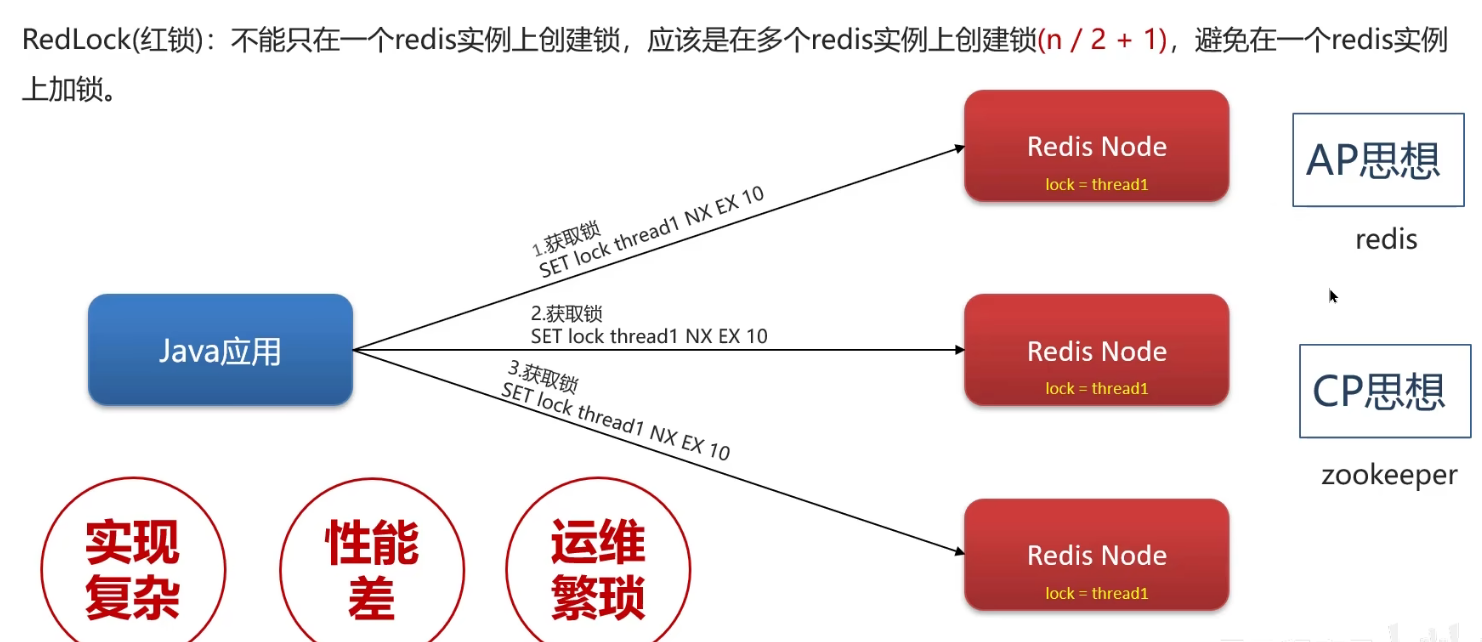 RedLock(红锁)：不能只在一个redis实例上创建锁，应该是在多个redis实例上创建锁(n / 2 + 1)，避免在一个redis实例
上加锁。
Redis Node
lock = thread1
AP思想
redis
1.获取锁
SET lock thread1 NX EX 10
Java应用
2.获取锁
SET lock thread1 NX EX 10
Redis Node
lock = thread1
CP思想
zookeeper
3.获取锁
SET lock thread1 NX EX 10
Redis Node
lock = thread1
实现
复杂
性能
差
运维
繁琐